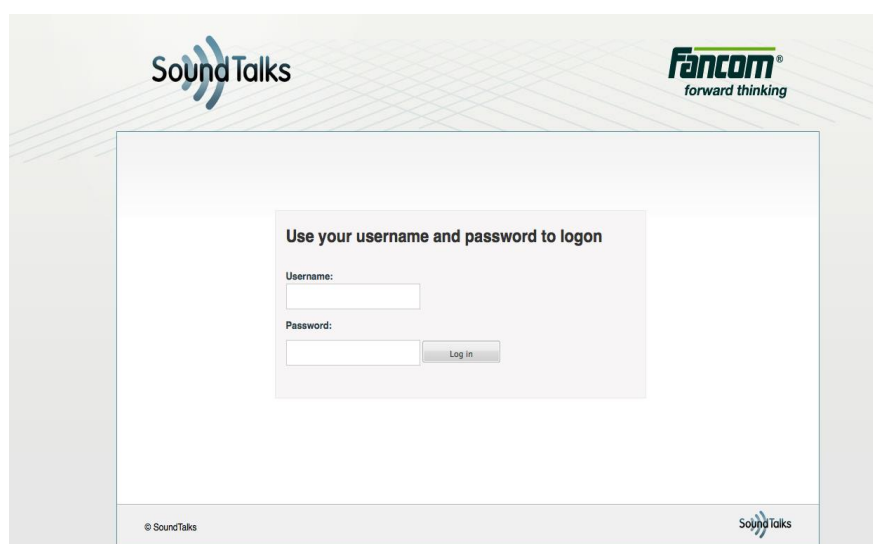 SoundTalks
Fancom®
forward thinking
Use your username and password to logon
Username:
Password:
Log in
© SoundTalks
SoundTalks